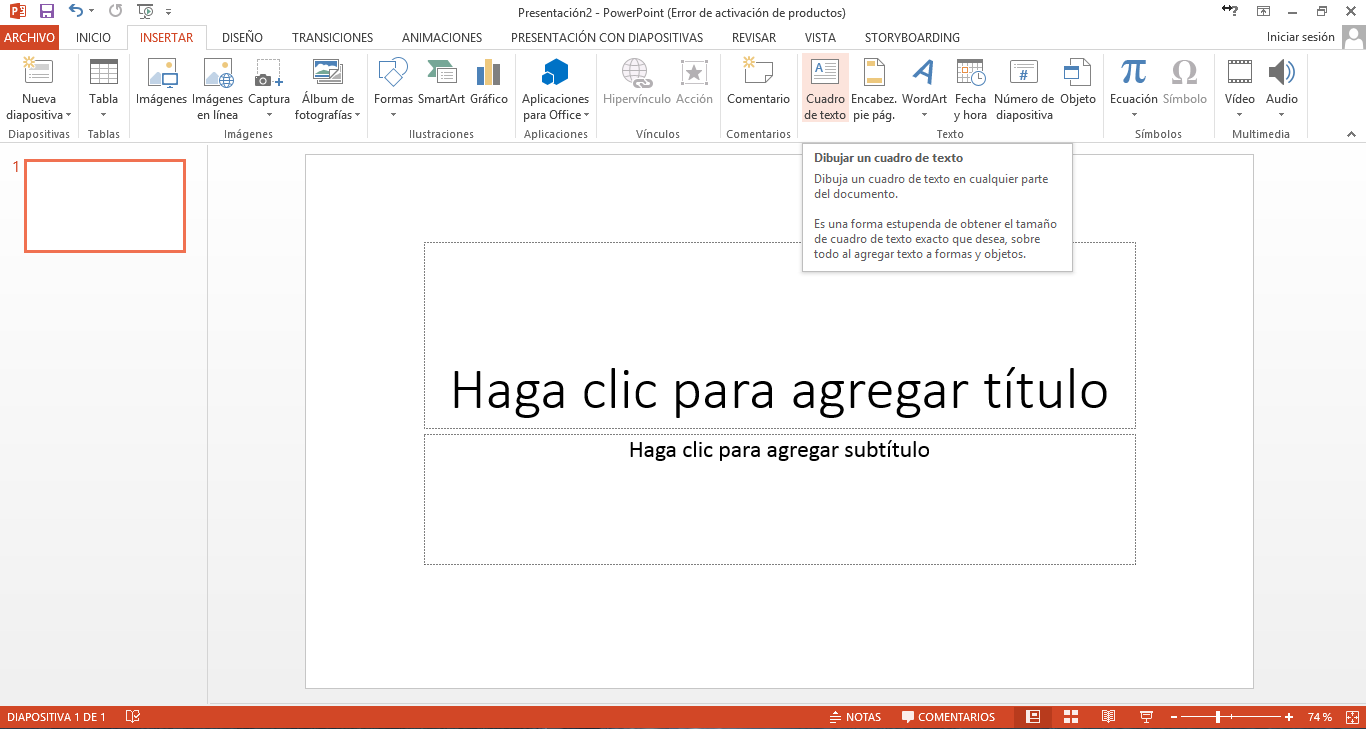 Presentación2 - PowerPoint (Error de activación de productos)
?
ARCHIVO INICIO INSERTAR DISEÑO TRANSICIONES ANIMACIONES PRESENTACIÓN CON DIAPOSITIVAS REVISAR VISTA STORYBOARDING Iniciar sesión
Nueva Tabla Imágenes Imágenes Captura Álbum de Formas SmartArt Gráfico Aplicaciones Hipervínculo Acción Comentario Cuadro Encabez. WordArt Fecha Número de Objeto Ecuación Símbolo Vídeo Audio
diapositiva en línea fotografías para Office de texto pie pág. y hora diapositiva
Diapositivas Tablas Imágenes Ilustraciones Aplicaciones Vínculos Comentarios Texto Símbolos Multimedia
Dibujar un cuadro de texto
Dibuja un cuadro de texto en cualquier parte
del documento.
Es una forma estupenda de obtener el tamaño
de cuadro de texto exacto que desea, sobre
todo al agregar texto a formas y objetos.
1
Haga clic para agregar título
Haga clic para agregar subtítulo
DIAPOSITIVA 1 DE 1 NOTAS COMENTARIOS 74 %